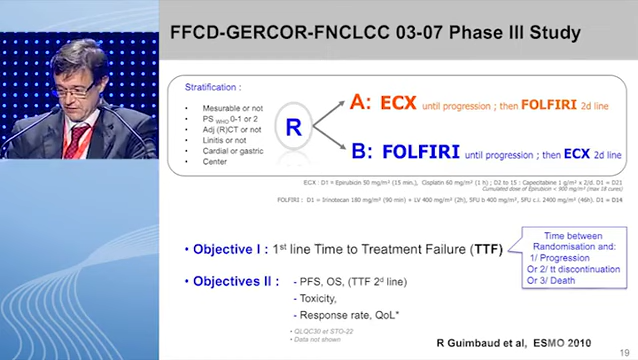 FFCD-GERCOR-FNCLCC 03-07 Phase III Study
Stratification :
• Mesurable or not
• PS WHO 0-1 or 2
• Adj (R)CT or not
• Linitis or not
• Cardial or gastric
• Center
R
A: ECX until progression ; then FOLFIRI 2d line
B: FOLFIRI until progression ; then ECX 2d line
ECX : D1 = Epirubicin 50 mg/m² (15 min.), Cisplatin 60 mg/m² (1 h) ; D2 to 15 : Capecitabine 1 g/m² x 2/d. D1 = D21
Cumulated dose of Epirubicin < 900 mg/m² (max 18 cures)
FOLFIRI : D1 = Irinotecan 180 mg/m² (90 min) + LV 400 mg/m² (2h), 5FU b 400 mg/m², 5FU c.i. 2400 mg/m² (46h). D1 = D14
• Objective I : 1st line Time to Treatment Failure (TTF)
Time between
Randomisation and:
1/ Progression
Or 2/ tt discontinuation
Or 3/ Death
• Objectives II : - PFS, OS, (TTF 2d line)
- Toxicity,
- Response rate, QoL*
• QLQC30 et STO-22
• Data not shown
R Guimbaud et al, ESMO 2010
19